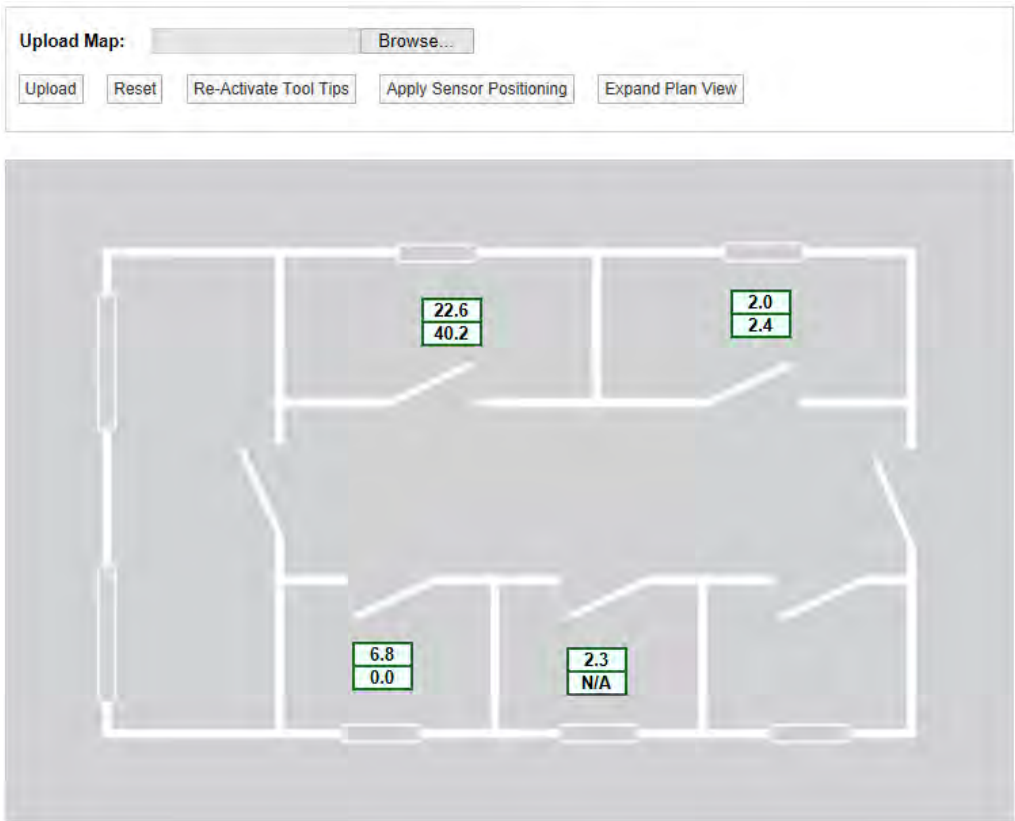 Upload Map: Browse...
Upload Reset Re-Activate Tool Tips Apply Sensor Positioning Expand Plan View
22.6
40.2
2.0
2.4
6.8
0.0
2.3
N/A